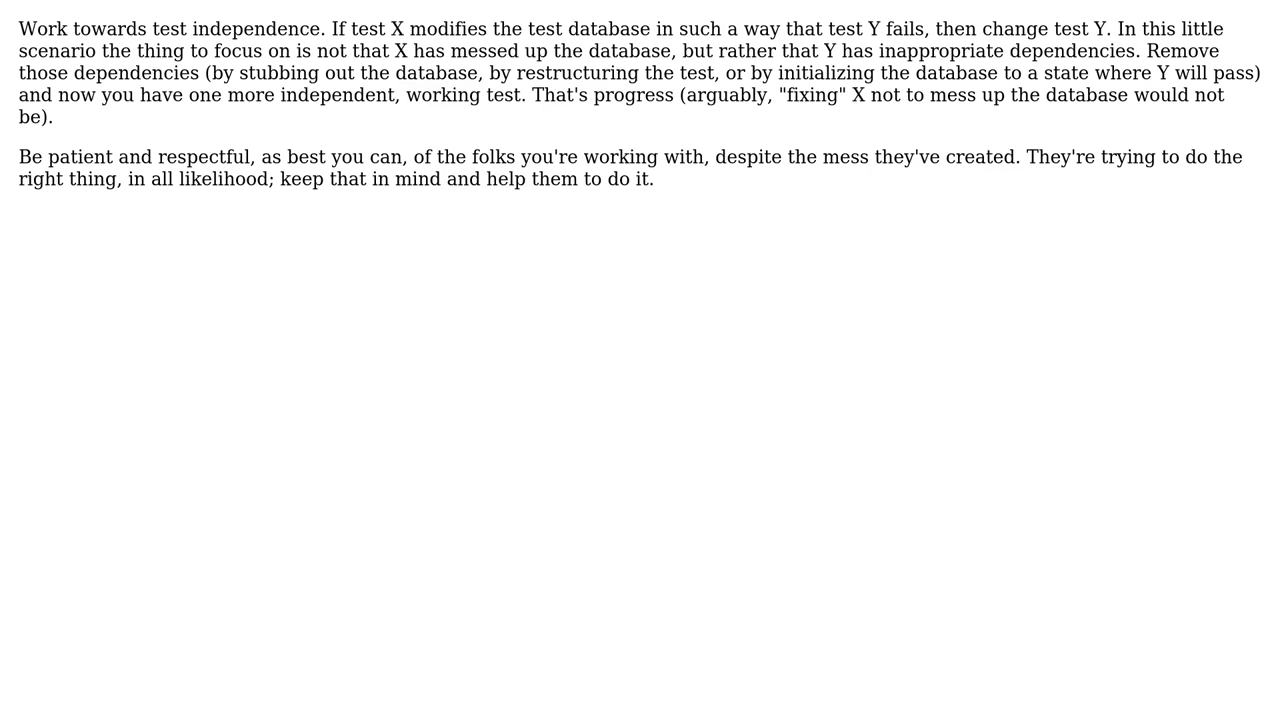 Work towards test independence. If test X modifies the test database in such a way that test Y fails, then change test Y. In this little
scenario the thing to focus on is not that X has messed up the database, but rather that Y has inappropriate dependencies. Remove
those dependencies (by stubbing out the database, by restructuring the test, or by initializing the database to a state where Y will pass)
and now you have one more independent, working test. That's progress (arguably, "fixing" X not to mess up the database would not
be).
Be patient and respectful, as best you can, of the folks you're working with, despite the mess they've created. They're trying to do the
right thing, in all likelihood; keep that in mind and help them to do it.